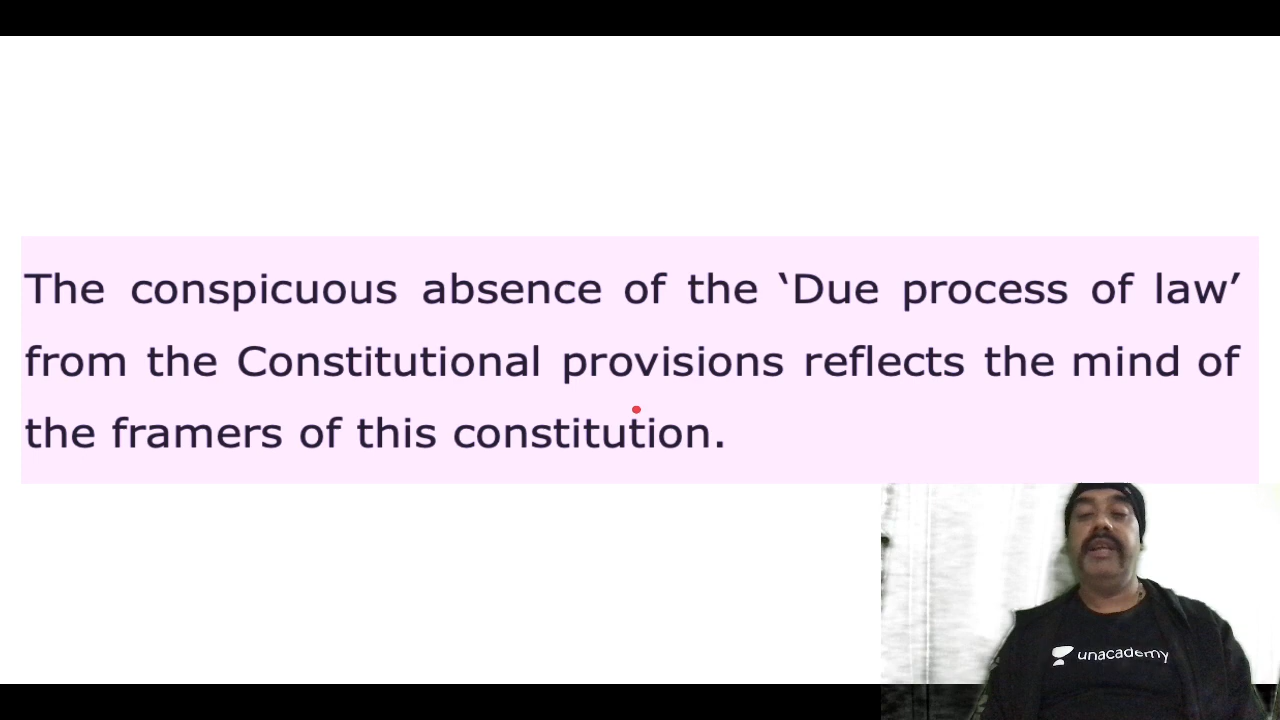 The conspicuous absence of the ‘Due process of law’
from the Constitutional provisions reflects the mind of
the framers of this constitution.
unacademy